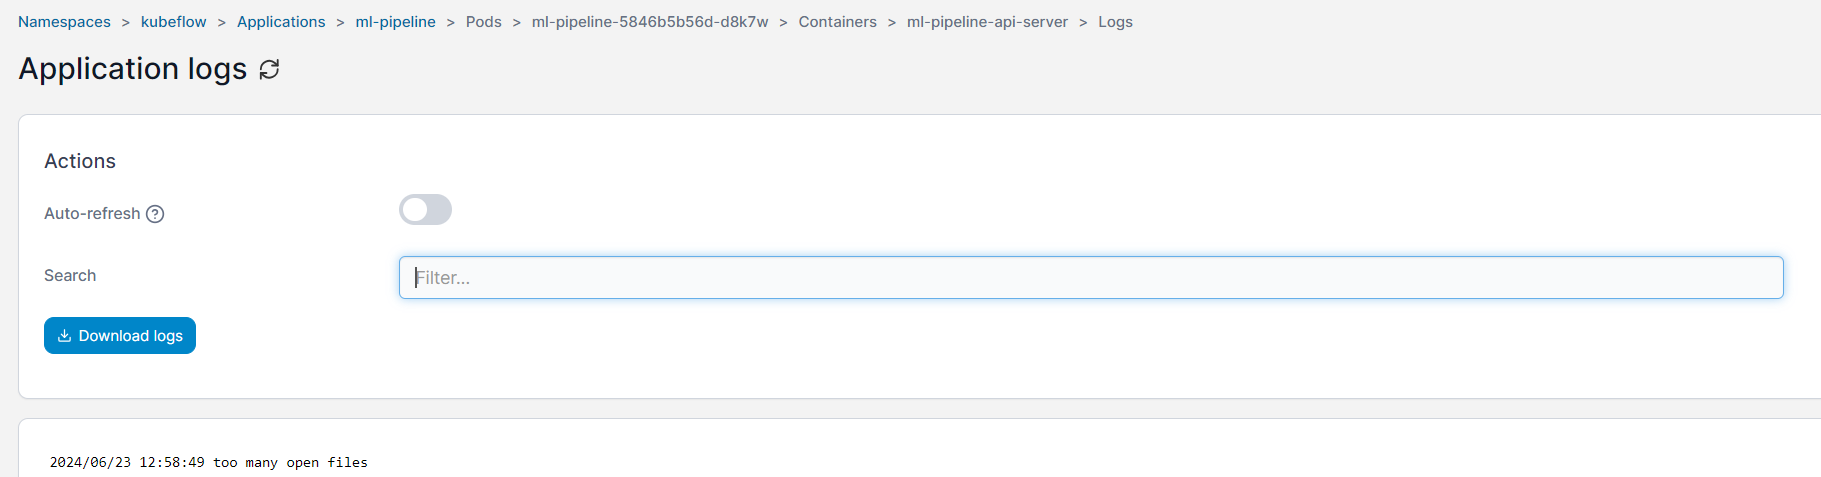 Namespaces > kubeflow > Applications > ml-pipeline > Pods > ml-pipeline-5846b5b56d-d8k7w > Containers > ml-pipeline-api-server > Logs
Application logs
Actions
Auto-refresh ?
Search
Filter...
Download logs
2024/06/23 12:58:49 too many open files